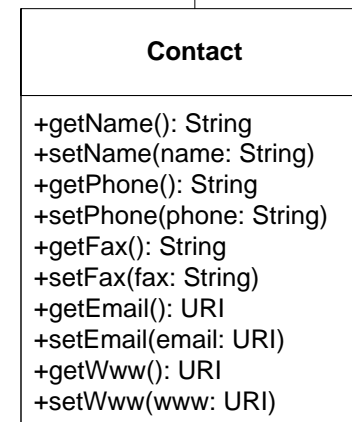 Contact
+getName(): String
+setName(name: String)
+getPhone(): String
+setPhone(phone: String)
+getFax(): String
+setFax(fax: String)
+getEmail(): URI
+setEmail(email: URI)
+getWww(): URI
+setWww(www: URI)